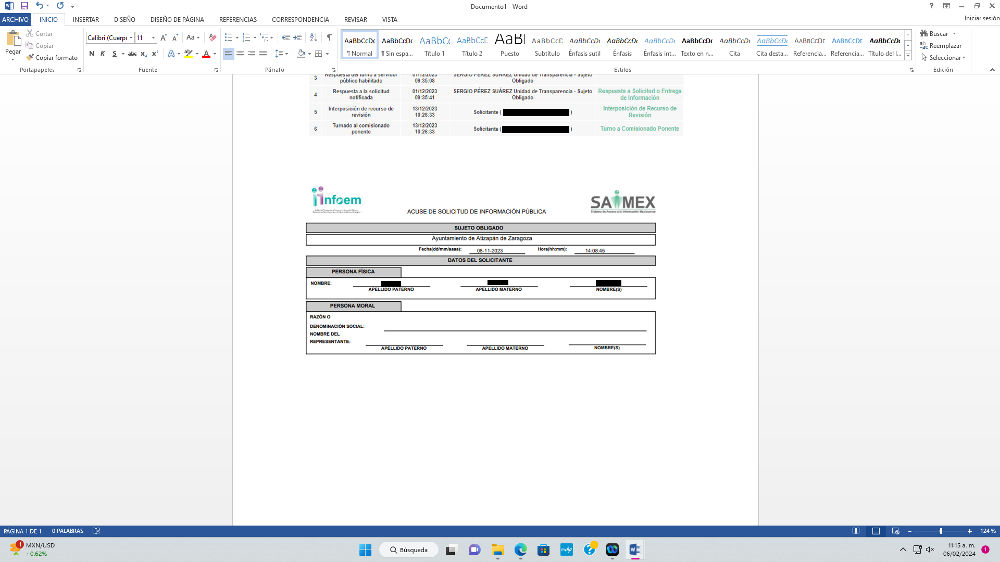 Documento1 - Word
ARCHIVO INICIO INSERTAR DISEÑO DISEÑO DE PÁGINA REFERENCIAS CORRESPONDENCIA REVISAR VISTA Iniciar sesión
Pegar Cortar Copiar Copiar formato
Calibri (Cuerpo 11
N K S abc x₂ x²
AaBbCcDc AaBbCcDc AaBbCc AaBbCcD AaBl AaBbCcD AaBbCcDc AaBbCcDc AaBbCcDc AaBbCcDc AaBbCcDc AaBbCcDc AABBCCDE AABBCCDE AaBbCcDc
¶ Normal ¶ Sin espa... Título 1 Título 2 Puesto Subtítulo Énfasis sutil Énfasis Énfasis int... Texto en n... Cita Cita desta... Referencia... Referencia... Título del l...
Buscar
Reemplazar
Seleccionar
Portapapeles Fuente Párrafo Estilos Edición
3 Respuesta del turno a servidor público habilitado 01/12/2023 09:35:08 SERGIO PÉREZ SUÁREZ Unidad de Transparencia - Sujeto Obligado
4 Respuesta a la solicitud notificada 01/12/2023 09:35:41 SERGIO PÉREZ SUÁREZ Unidad de Transparencia - Sujeto Obligado Respuesta a Solicitud o Entrega de Información
5 Interposición de recurso de revisión 13/12/2023 10:26:33 Solicitante ( ) Interposición de Recurso de Revisión
6 Turnado al comisionado ponente 13/12/2023 10:26:33 Solicitante ( ) Turno a Comisionado Ponente
infoem
SAIMEX
Sistema de Acceso a la Información Mexiquense
ACUSE DE SOLICITUD DE INFORMACIÓN PÚBLICA
SUJETO OBLIGADO
Ayuntamiento de Atizapán de Zaragoza
Fecha(dd/mm/aaaa): 08-11-2023 Hora(hh:mm): 14:08:45
DATOS DEL SOLICITANTE
PERSONA FÍSICA
NOMBRE:
APELLIDO PATERNO APELLIDO MATERNO NOMBRE(S)
PERSONA MORAL
RAZÓN O
DENOMINACIÓN SOCIAL:
NOMBRE DEL
REPRESENTANTE:
APELLIDO PATERNO APELLIDO MATERNO NOMBRE(S)
PÁGINA 1 DE 1 0 PALABRAS 124 %
1 MXN/USD
+0.62%
Búsqueda
myhp
11:15 a. m.
06/02/2024
1